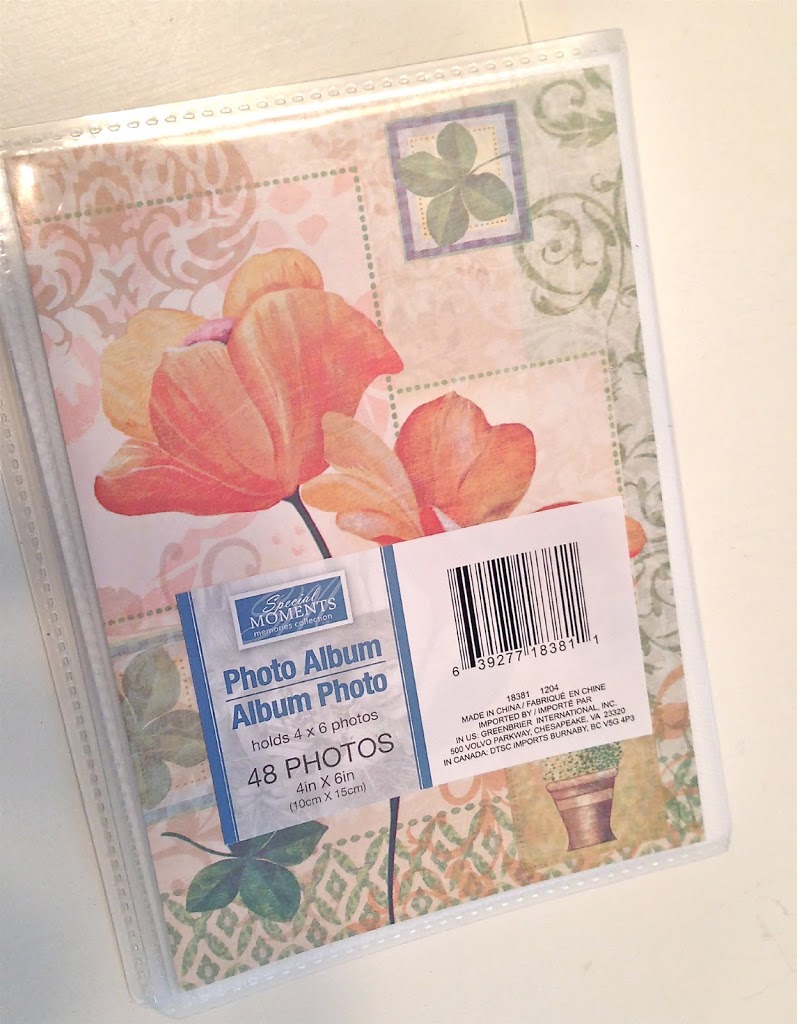 Special
MOMENTS
memories collection
Photo Album
Album Photo
holds 4 x 6 photos
48 PHOTOS
4in X 6in
(10cm X 15cm)
6 39277 18381 1
18381 1204
MADE IN CHINA / FABRIQUÉ EN CHINE
IMPORTED BY / IMPORTÉ PAR
IN US: GREENBRIER INTERNATIONAL, INC.
500 VOLVO PARKWAY, CHESAPEAKE, VA 23320
IN CANADA: DTSC IMPORTS BURNABY, BC V5G 4P3